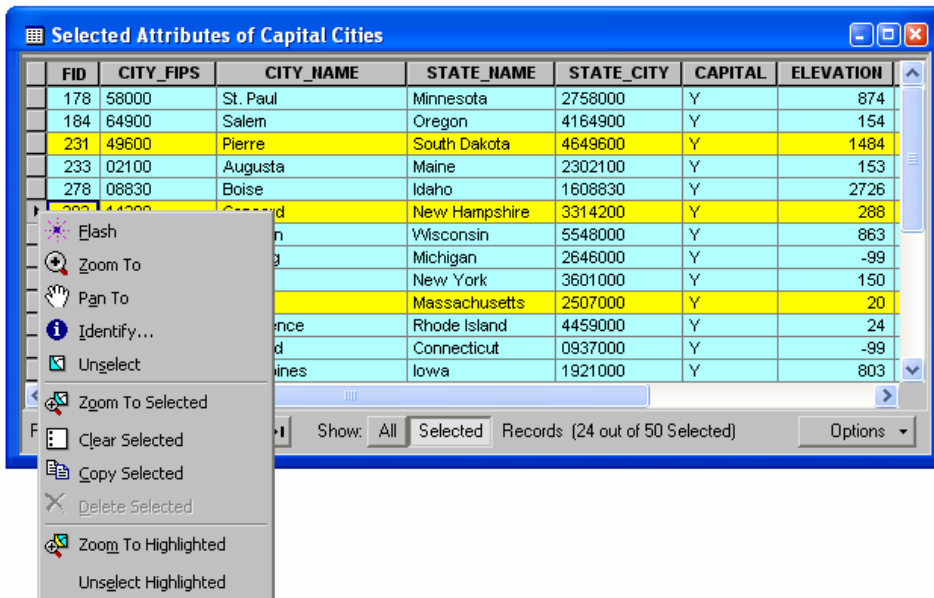 Selected Attributes of Capital Cities
FID CITY_FIPS CITY_NAME STATE_NAME STATE_CITY CAPITAL ELEVATION
178 58000 St. Paul Minnesota 2758000 Y 874
184 64900 Salem Oregon 4164900 Y 154
231 49600 Pierre South Dakota 4649600 Y 1484
233 02100 Augusta Maine 2302100 Y 153
278 08830 Boise Idaho 1608830 Y 2726
New Hampshire 3314200 Y 288
Flash
n Wisconsin 5548000 Y 863
g Michigan 2646000 Y -99
Zoom To
New York 3601000 Y 150
Pan To
Massachusetts 2507000 Y 20
Identify...
ence Rhode Island 4459000 Y 24
d Connecticut 0937000 Y -99
Unselect
ines Iowa 1921000 Y 803
Zoom To Selected
Show: All Selected Records (24 out of 50 Selected) Options
Clear Selected
Copy Selected
Delete Selected
Zoom To Highlighted
Unselect Highlighted